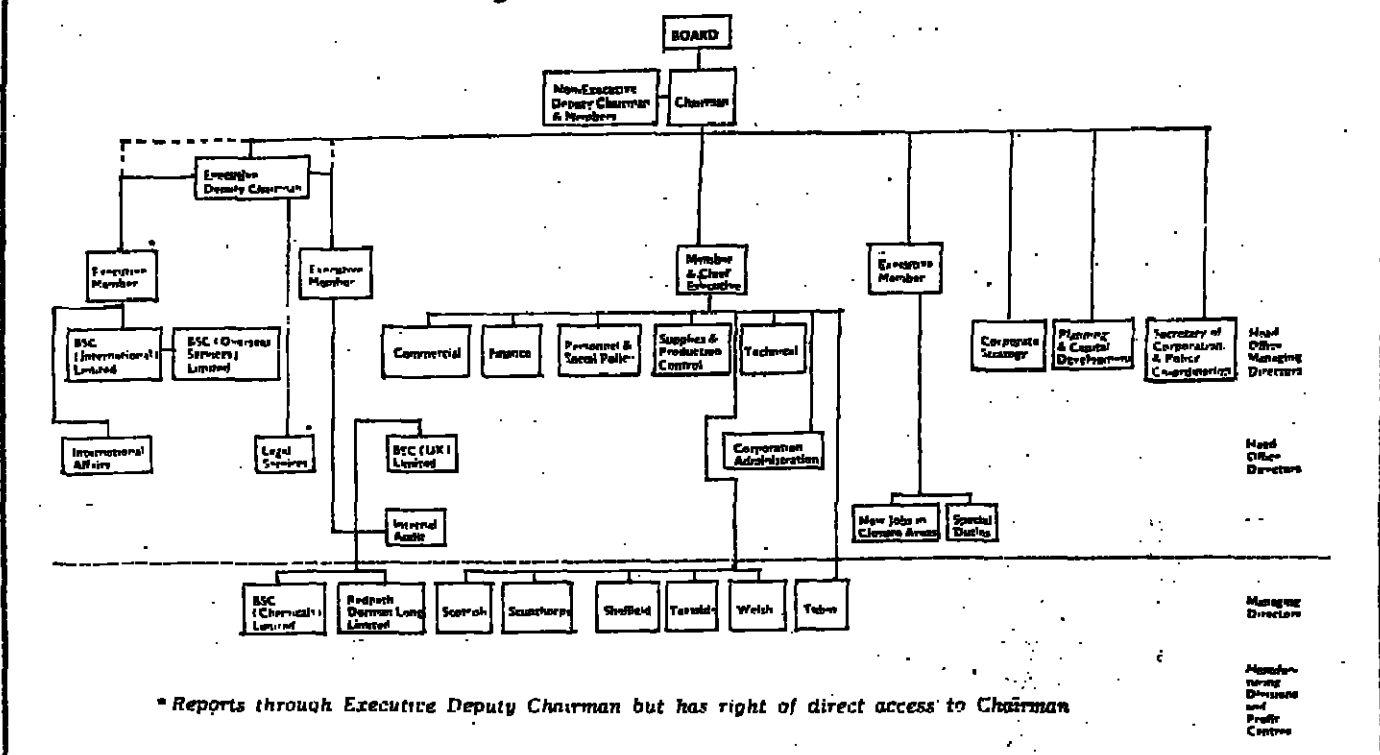 BOARD
Non-Executive
Deputy Chairman
& Members
Chairman
Executive
Deputy Chairman
*
Executive
Member
Executive
Member
Member
& Chief
Executive
Executive
Member
BSC
(International)
Limited
BSC (Overseas
Services)
Limited
Commercial
Finance
Personnel &
Social Policy
Supplies &
Production
Control
Technical
Corporate
Strategy
Planning
& Capital
Development
Secretary of
Corporation
& Policy
Co-ordination
Head
Office
Managing
Directors
International
Affairs
*
Legal
Services
BSC (UK)
Limited
Corporation
Administration
Head
Office
Directors
Internal
Audit
New Jobs in
Closure Areas
Special
Duties
BSC
(Chemicals)
Limited
Redpath
Dorman Long
Limited
Scottish
Scunthorpe
Sheffield
Teesside
Welsh
Tubes
Managing
Directors
Manufac-
turing
Divisions
and
Profit
Centres
* Reports through Executive Deputy Chairman but has right of direct access to Chairman